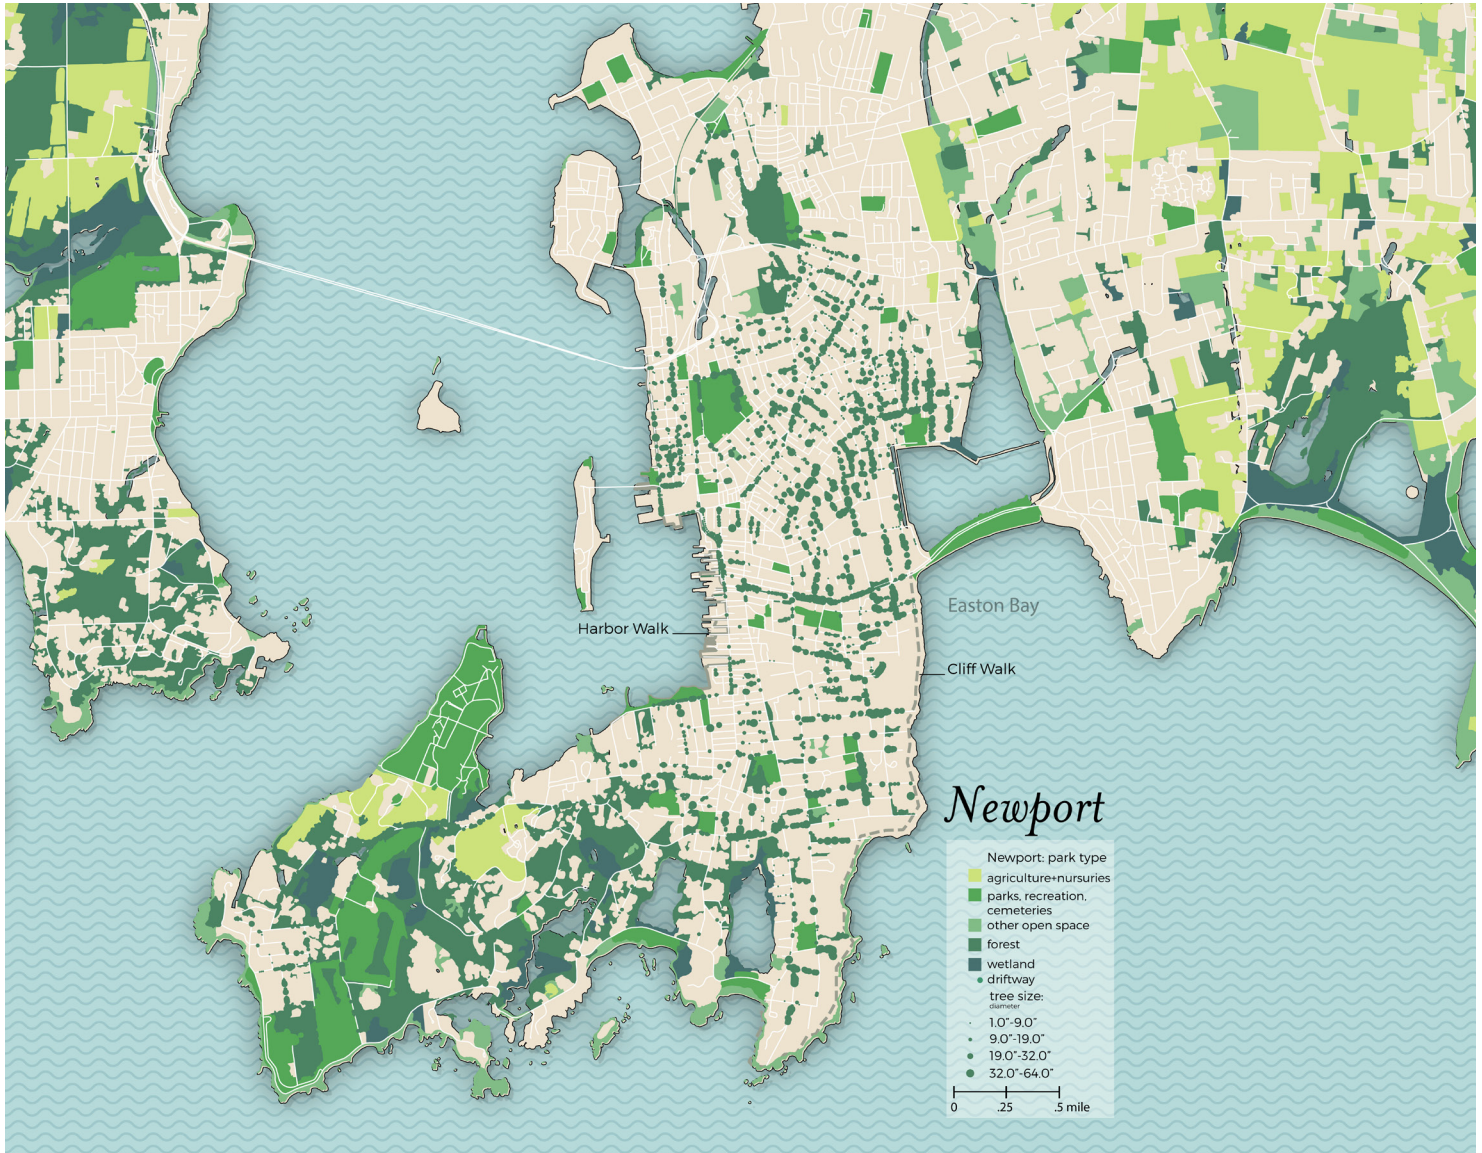 Easton Bay
Harbor Walk
Cliff Walk
Newport
Newport: park type
agriculture+nursuries
parks, recreation,
cemeteries
other open space
forest
wetland
driftway
tree size:
diameter
1.0"-9.0"
9.0"-19.0"
19.0"-32.0"
32.0"-64.0"
0 .25 .5 mile